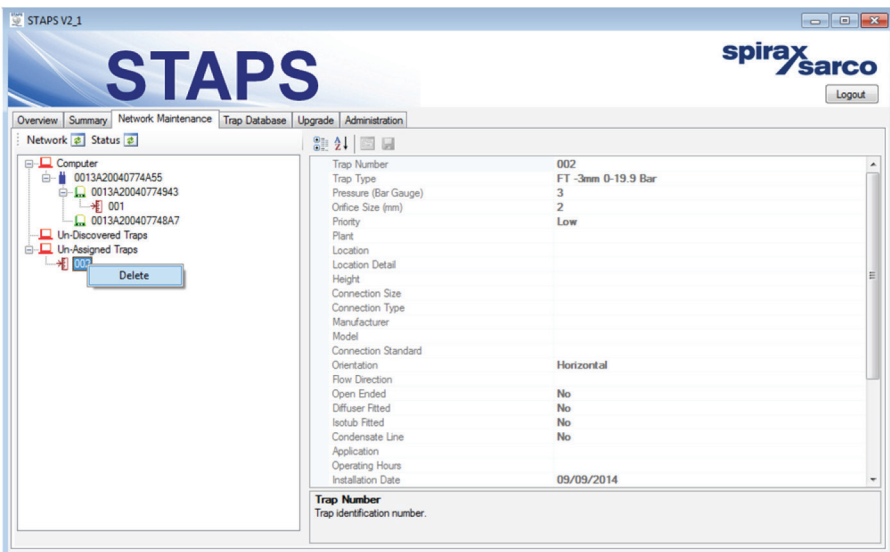 STAPS V2_1
STAPS
spirax
sarco
Logout
Overview Summary Network Maintenance Trap Database Upgrade Administration
Network Status
Computer
0013A20040774A55
0013A20040774943
001
0013A200407748A7
Un-Discovered Traps
Un-Assigned Traps
002
Delete
Trap Number 002
Trap Type FT -3mm 0-19.9 Bar
Pressure (Bar Gauge) 3
Orifice Size (mm) 2
Priority Low
Plant
Location
Location Detail
Height
Connection Size
Connection Type
Manufacturer
Model
Connection Standard
Orientation Horizontal
Flow Direction
Open Ended No
Diffuser Fitted No
Isotub Fitted No
Condensate Line No
Application
Operating Hours
Installation Date 09/09/2014
Trap Number
Trap identification number.